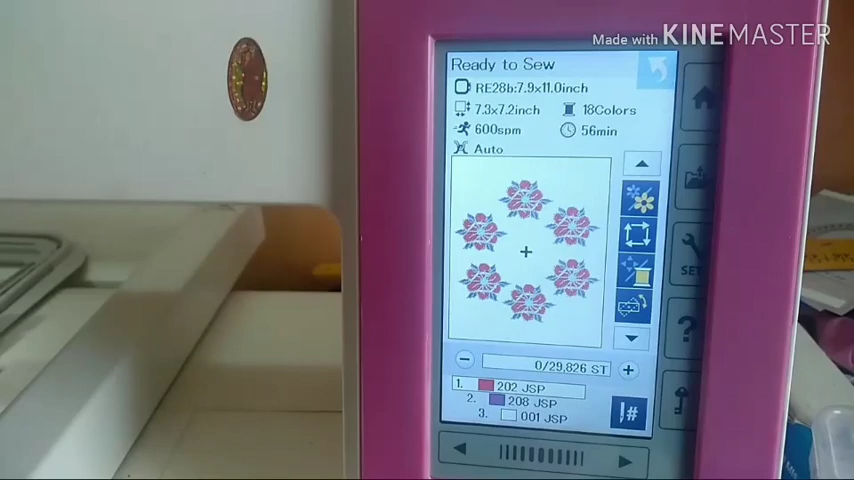 Made with KINEMASTER
Ready to Sew
RE28b:7.9x11.0inch
7.3x7.2inch 18Colors
600spm 56min
Auto
SET
?
0/29,826 ST
1. 202 JSP
2. 208 JSP
3. 001 JSP
#